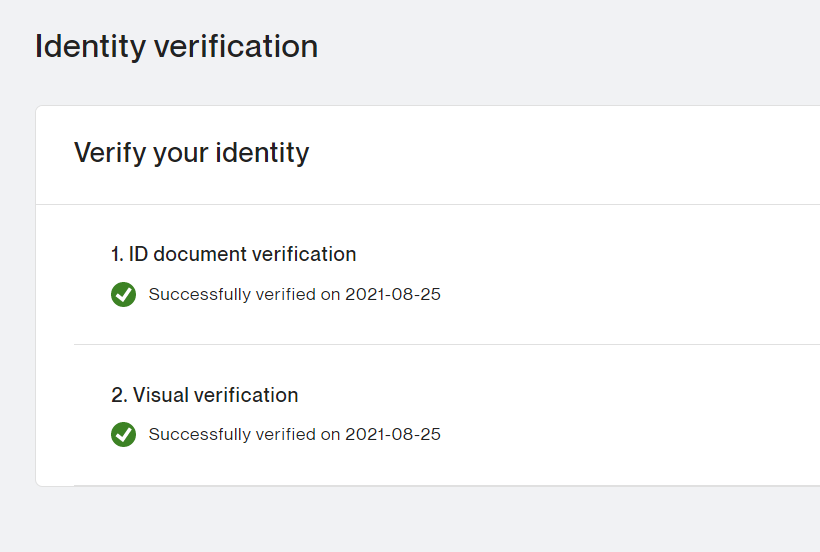 Identity verification
Verify your identity
1. ID document verification
Successfully verified on 2021-08-25
2. Visual verification
Successfully verified on 2021-08-25